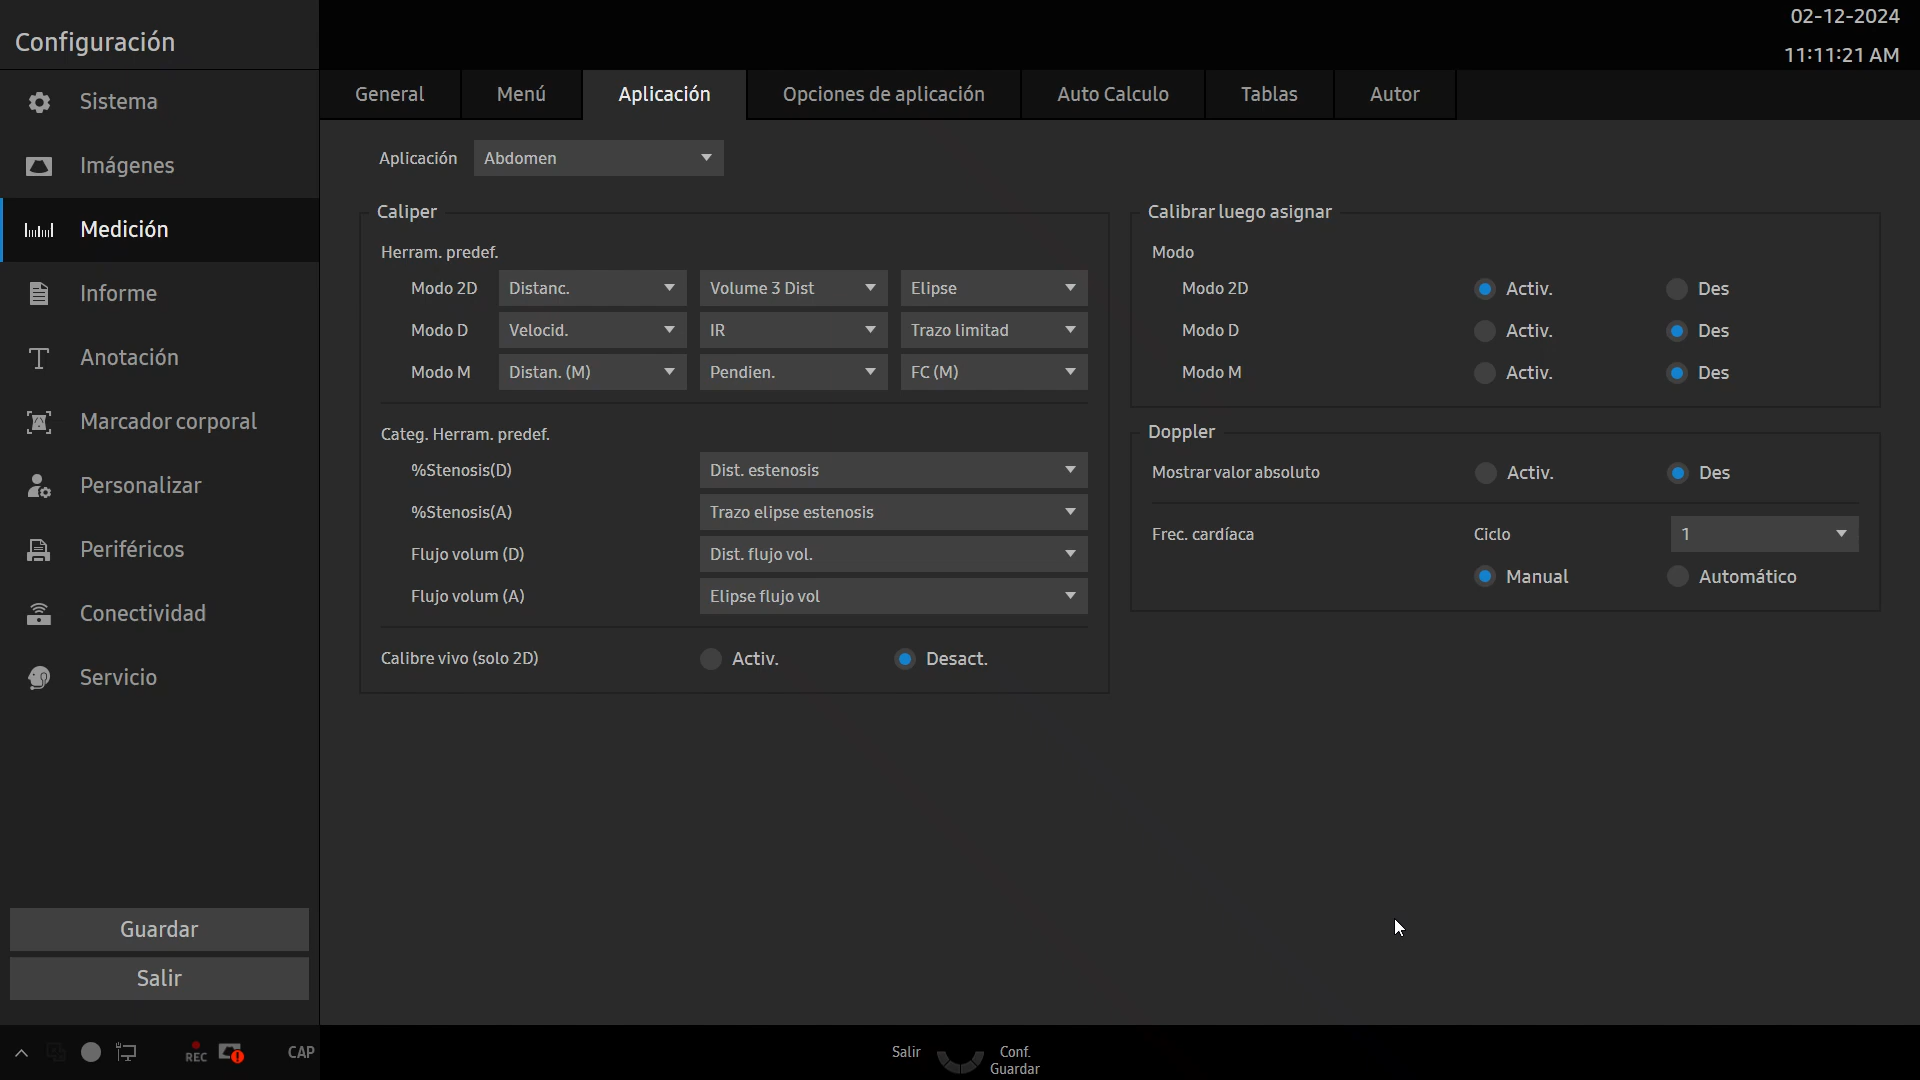 Configuración
02-12-2024
11:11:21 AM
Sistema
Imágenes
Medición
Informe
Anotación
Marcador corporal
Personalizar
Periféricos
Conectividad
Servicio
Guardar
Salir
General
Menú
Aplicación
Opciones de aplicación
Auto Calculo
Tablas
Autor
Aplicación Abdomen
Caliper
Herram. predef.
Modo 2D Distanc. Volume 3 Dist Elipse
Modo D Velocid. IR Trazo limitad
Modo M Distan. (M) Pendien. FC (M)
Categ. Herram. predef.
%Stenosis(D) Dist. estenosis
%Stenosis(A) Trazo elipse estenosis
Flujo volum (D) Dist. flujo vol.
Flujo volum (A) Elipse flujo vol
Calibre vivo (solo 2D) Activ. Desact.
Calibrar luego asignar
Modo
Modo 2D Activ. Des
Modo D Activ. Des
Modo M Activ. Des
Doppler
Mostrar valor absoluto Activ. Des
Frec. cardíaca Ciclo 1
Manual Automático
REC
CAP
Salir
Conf.
Guardar